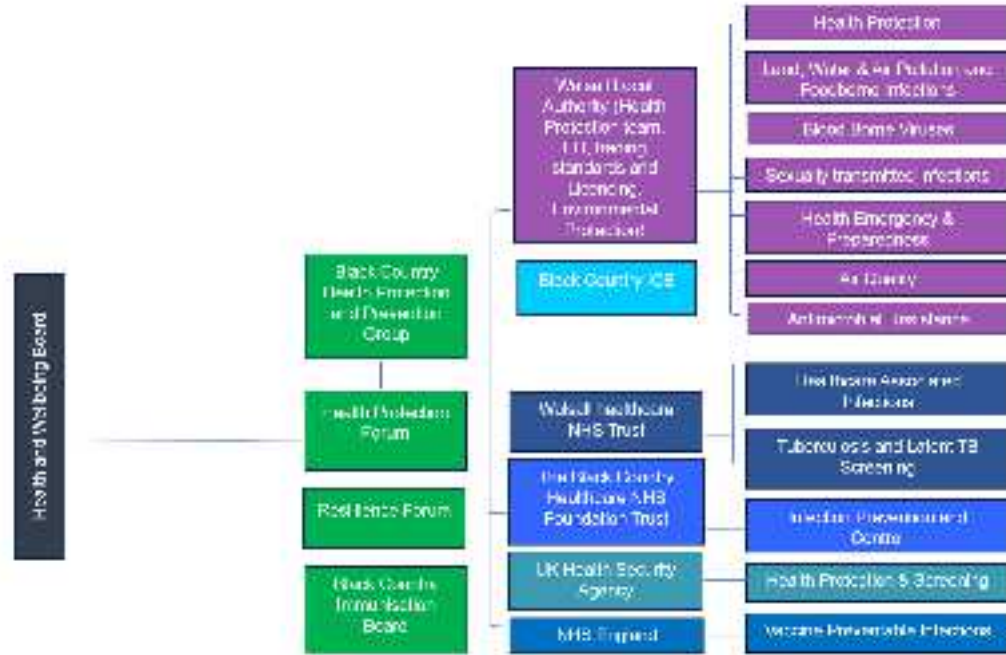 Health and Wellbeing Board
Black Country
Health Protection
and Prevention
Group
Health Protection
Forum
Resilience Forum
Black Country
Immunisation
Board
Walsall Local
Authority (Health
Protection team,
trading
standards and
Licencing,
Environmental
Protection)
Black Country ICB
Walsall healthcare
NHS Trust
The Black Country
Healthcare NHS
Foundation Trust
UK Health Security
Agency
NHS England
Health Protection
Land, Water & Air Pollution and
Foodborne Infections
Blood Borne Viruses
Sexually transmitted Infections
Health Emergency &
Preparedness
Air Quality
Antimicrobial
Healthcare Associated
Infections
Tuberculosis and Latent TB
Screening
Infection Prevention and
Health Protection & Screening
Vaccine Preventable Infections